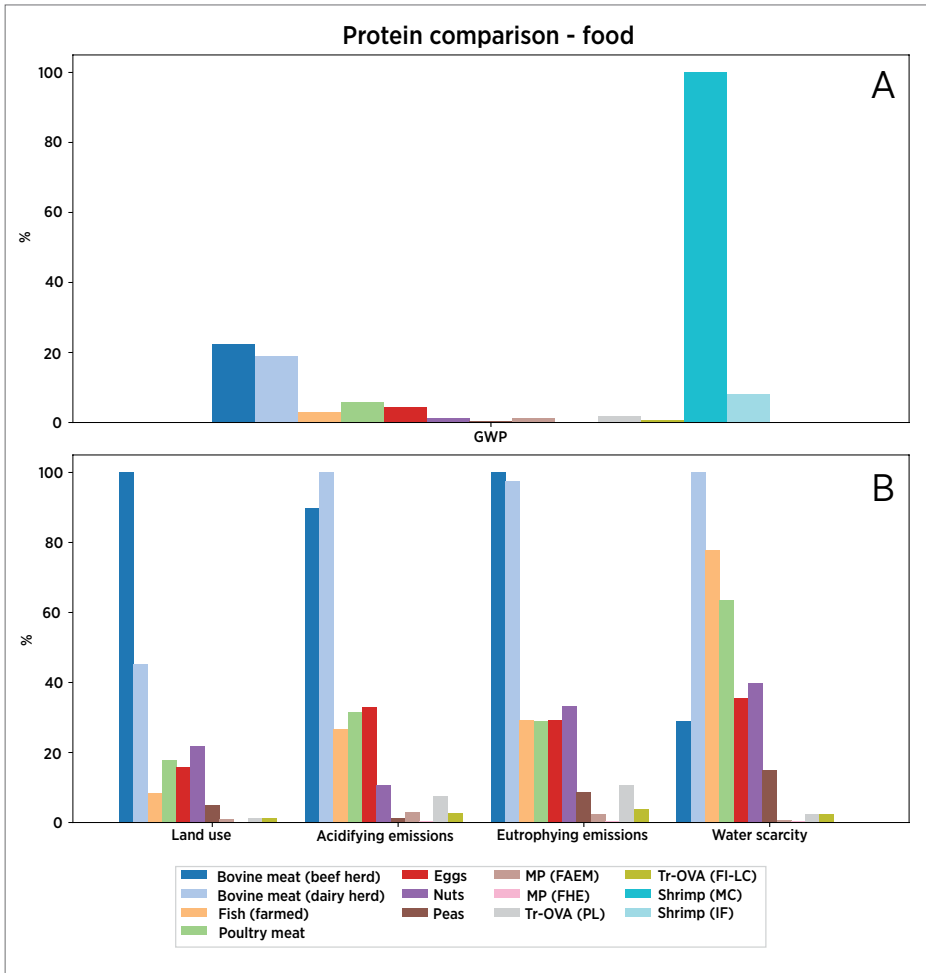 Protein comparison - food
A
100
80
60
40
20
0
%
GWP
B
100
80
60
40
20
0
%
Land use Acidifying emissions Eutrophying emissions Water scarcity
Bovine meat (beef herd) Eggs MP (FAEM) Tr-OVA (FI-LC)
Bovine meat (dairy herd) Nuts MP (FHE) Shrimp (MC)
Fish (farmed) Peas Tr-OVA (PL) Shrimp (IF)
Poultry meat